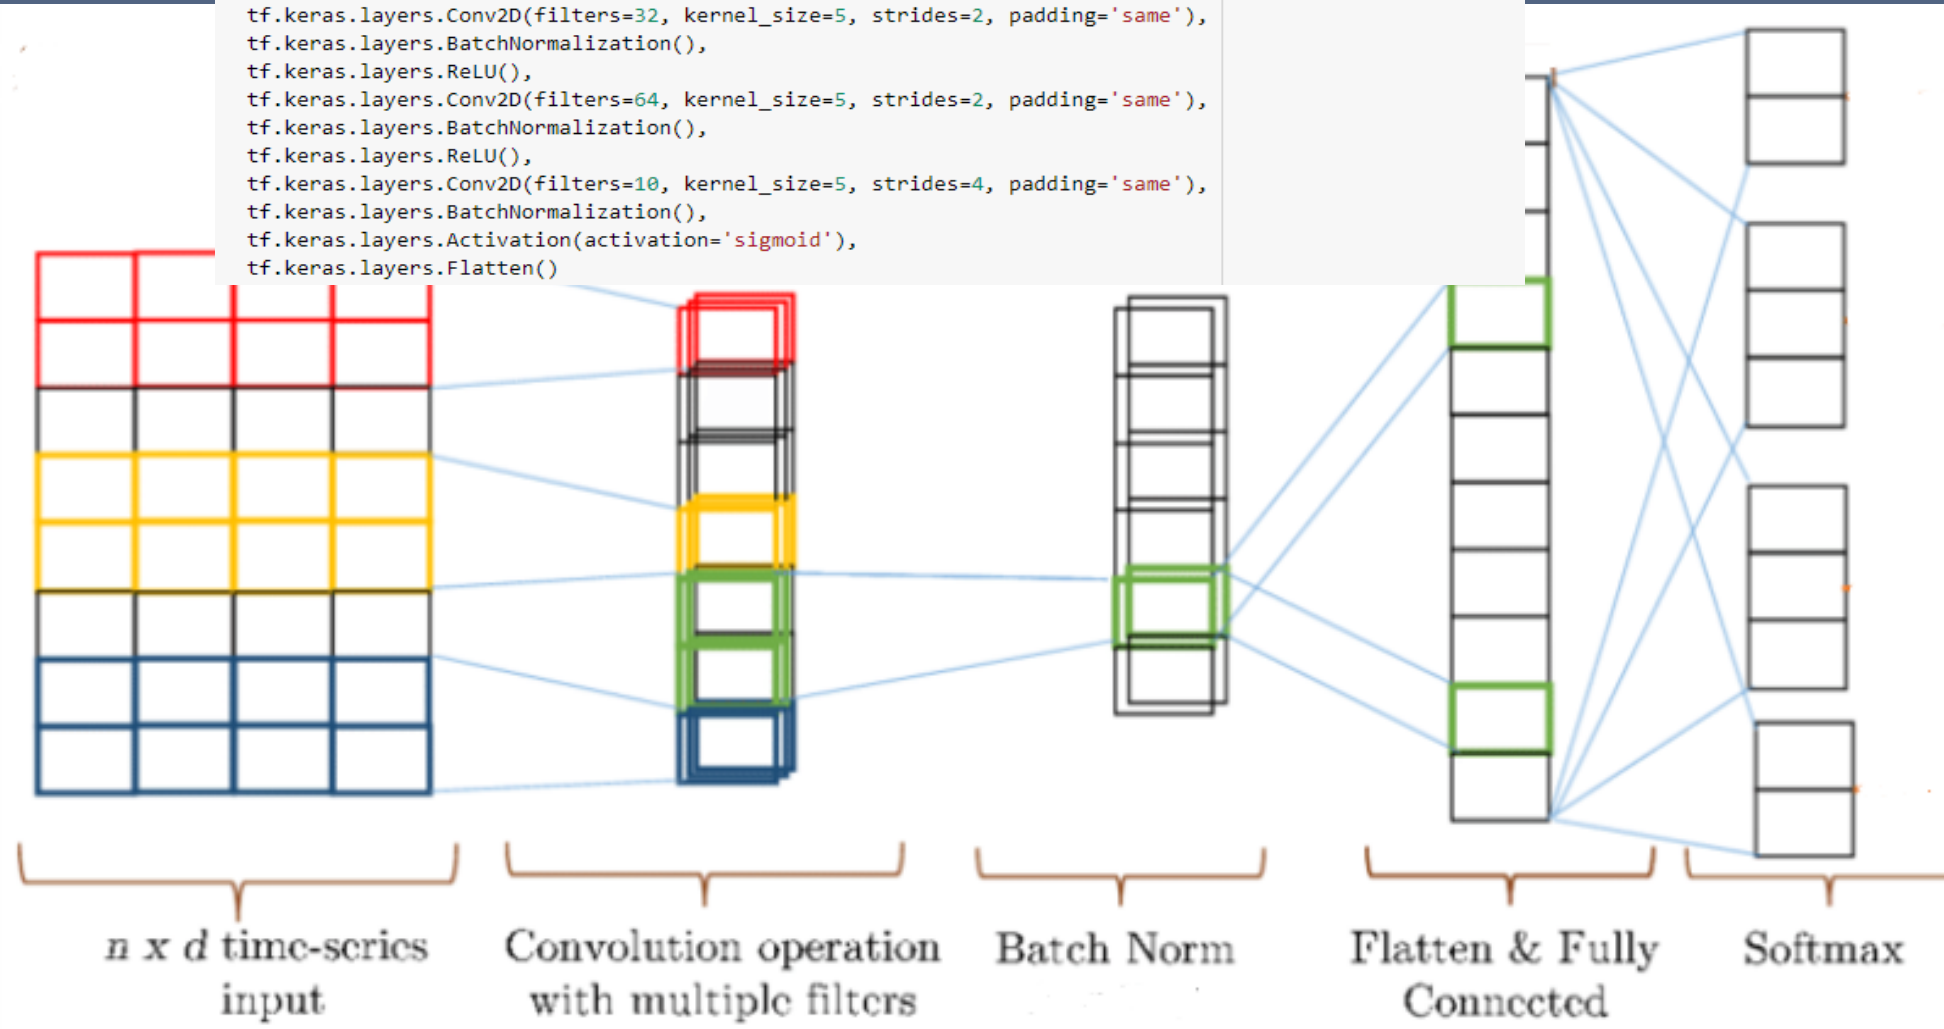 tf.keras.layers.Conv2D(filters=32, kernel_size=5, strides=2, padding='same'),
tf.keras.layers.BatchNormalization(),
tf.keras.layers.ReLU(),
tf.keras.layers.Conv2D(filters=64, kernel_size=5, strides=2, padding='same'),
tf.keras.layers.BatchNormalization(),
tf.keras.layers.ReLU(),
tf.keras.layers.Conv2D(filters=10, kernel_size=5, strides=4, padding='same'),
tf.keras.layers.BatchNormalization(),
tf.keras.layers.Activation(activation='sigmoid'),
tf.keras.layers.Flatten()
n x d time-series
input
Convolution operation
with multiple filters
Batch Norm
Flatten & Fully
Connected
Softmax